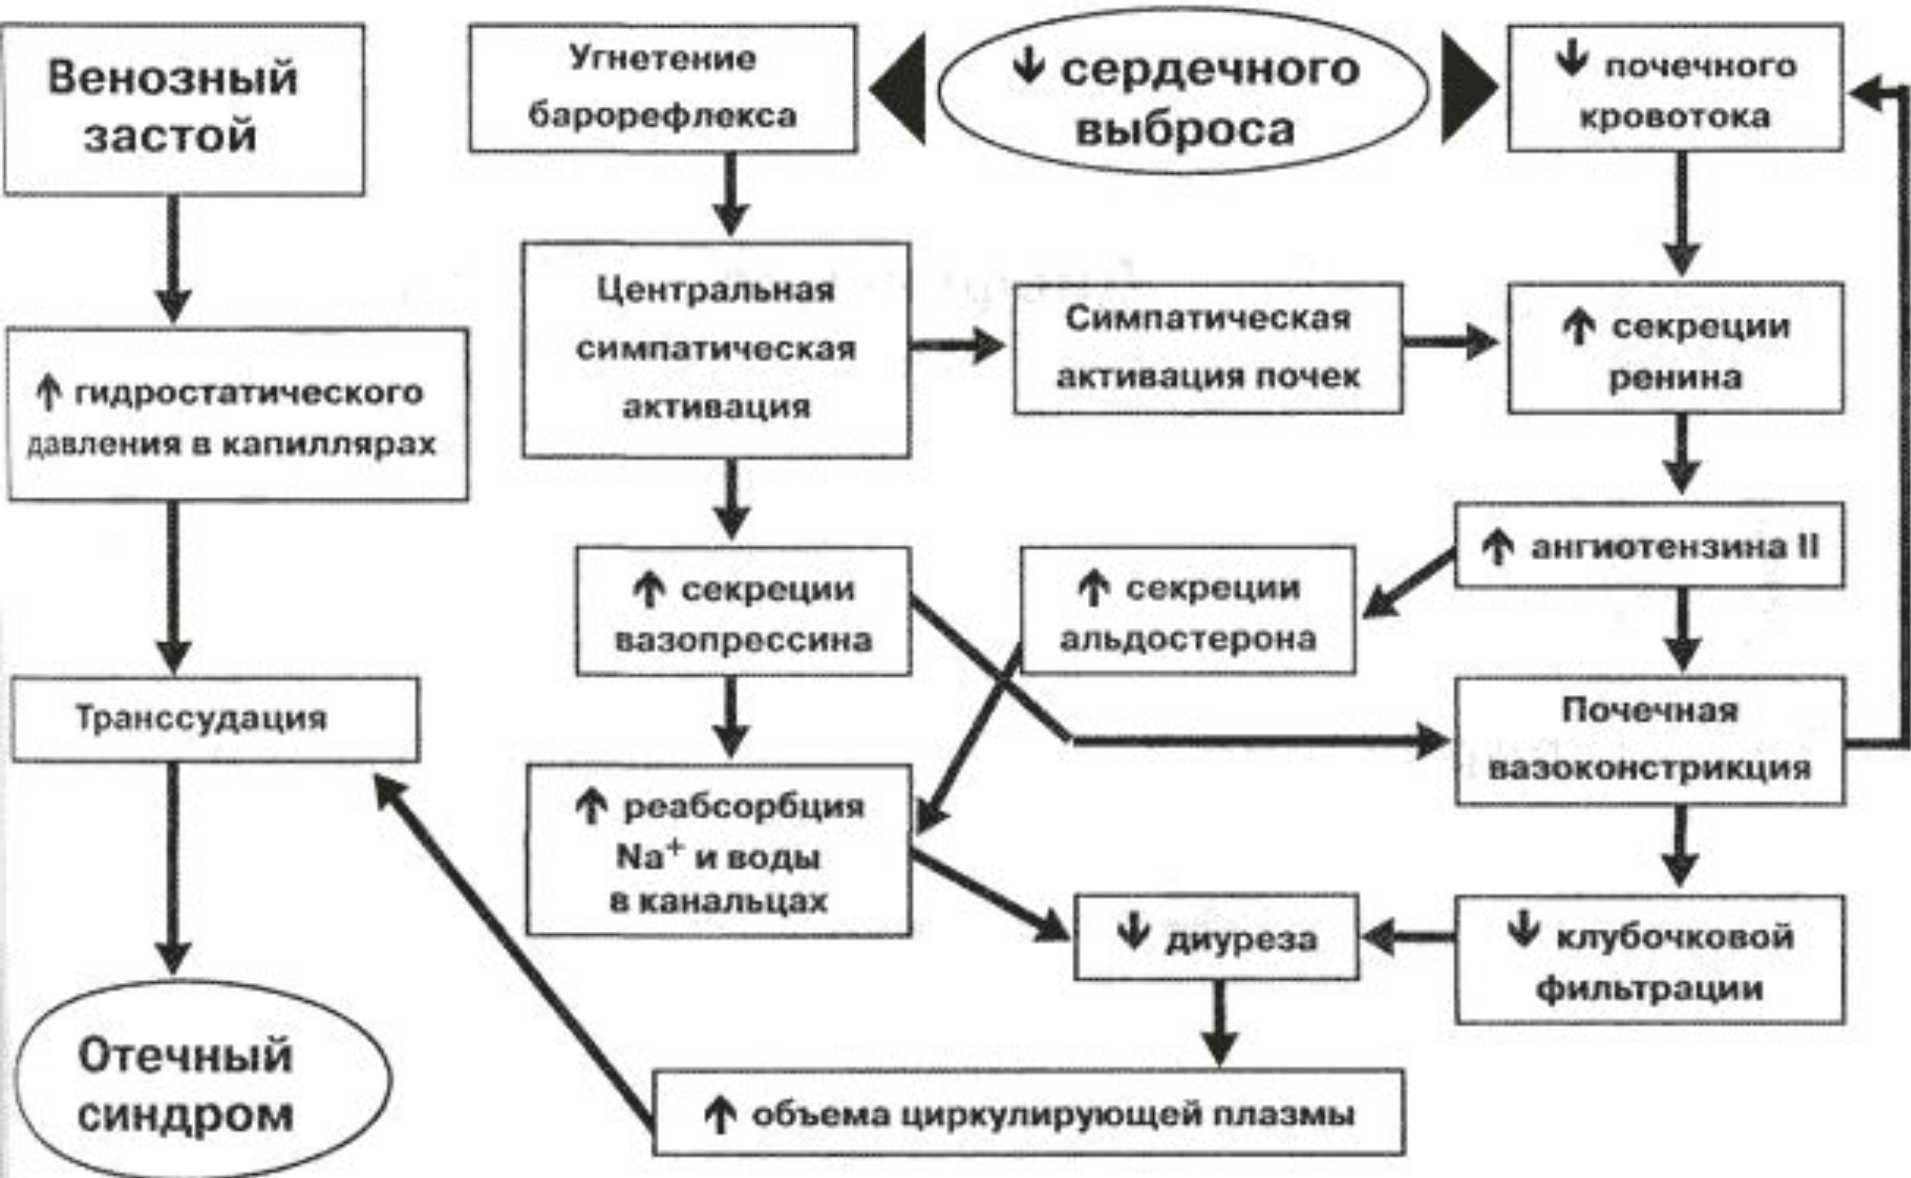 Венозный
застой
Угнетение
барорефлекса
↓ сердечного
выброса
↓ почечного
кровотока
Центральная
симпатическая
активация
Симпатическая
активация почек
↑ секреции
ренина
↑ гидростатического
давления в капиллярах
↑ секреции
вазопрессина
↑ секреции
альдостерона
↑ ангиотензина II
Транссудация
↑ реабсорбция
Na⁺ и воды
в канальцах
Почечная
вазоконстрикция
↓ диуреза
↓ клубочковой
фильтрации
Отечный
синдром
↑ объема циркулирующей плазмы